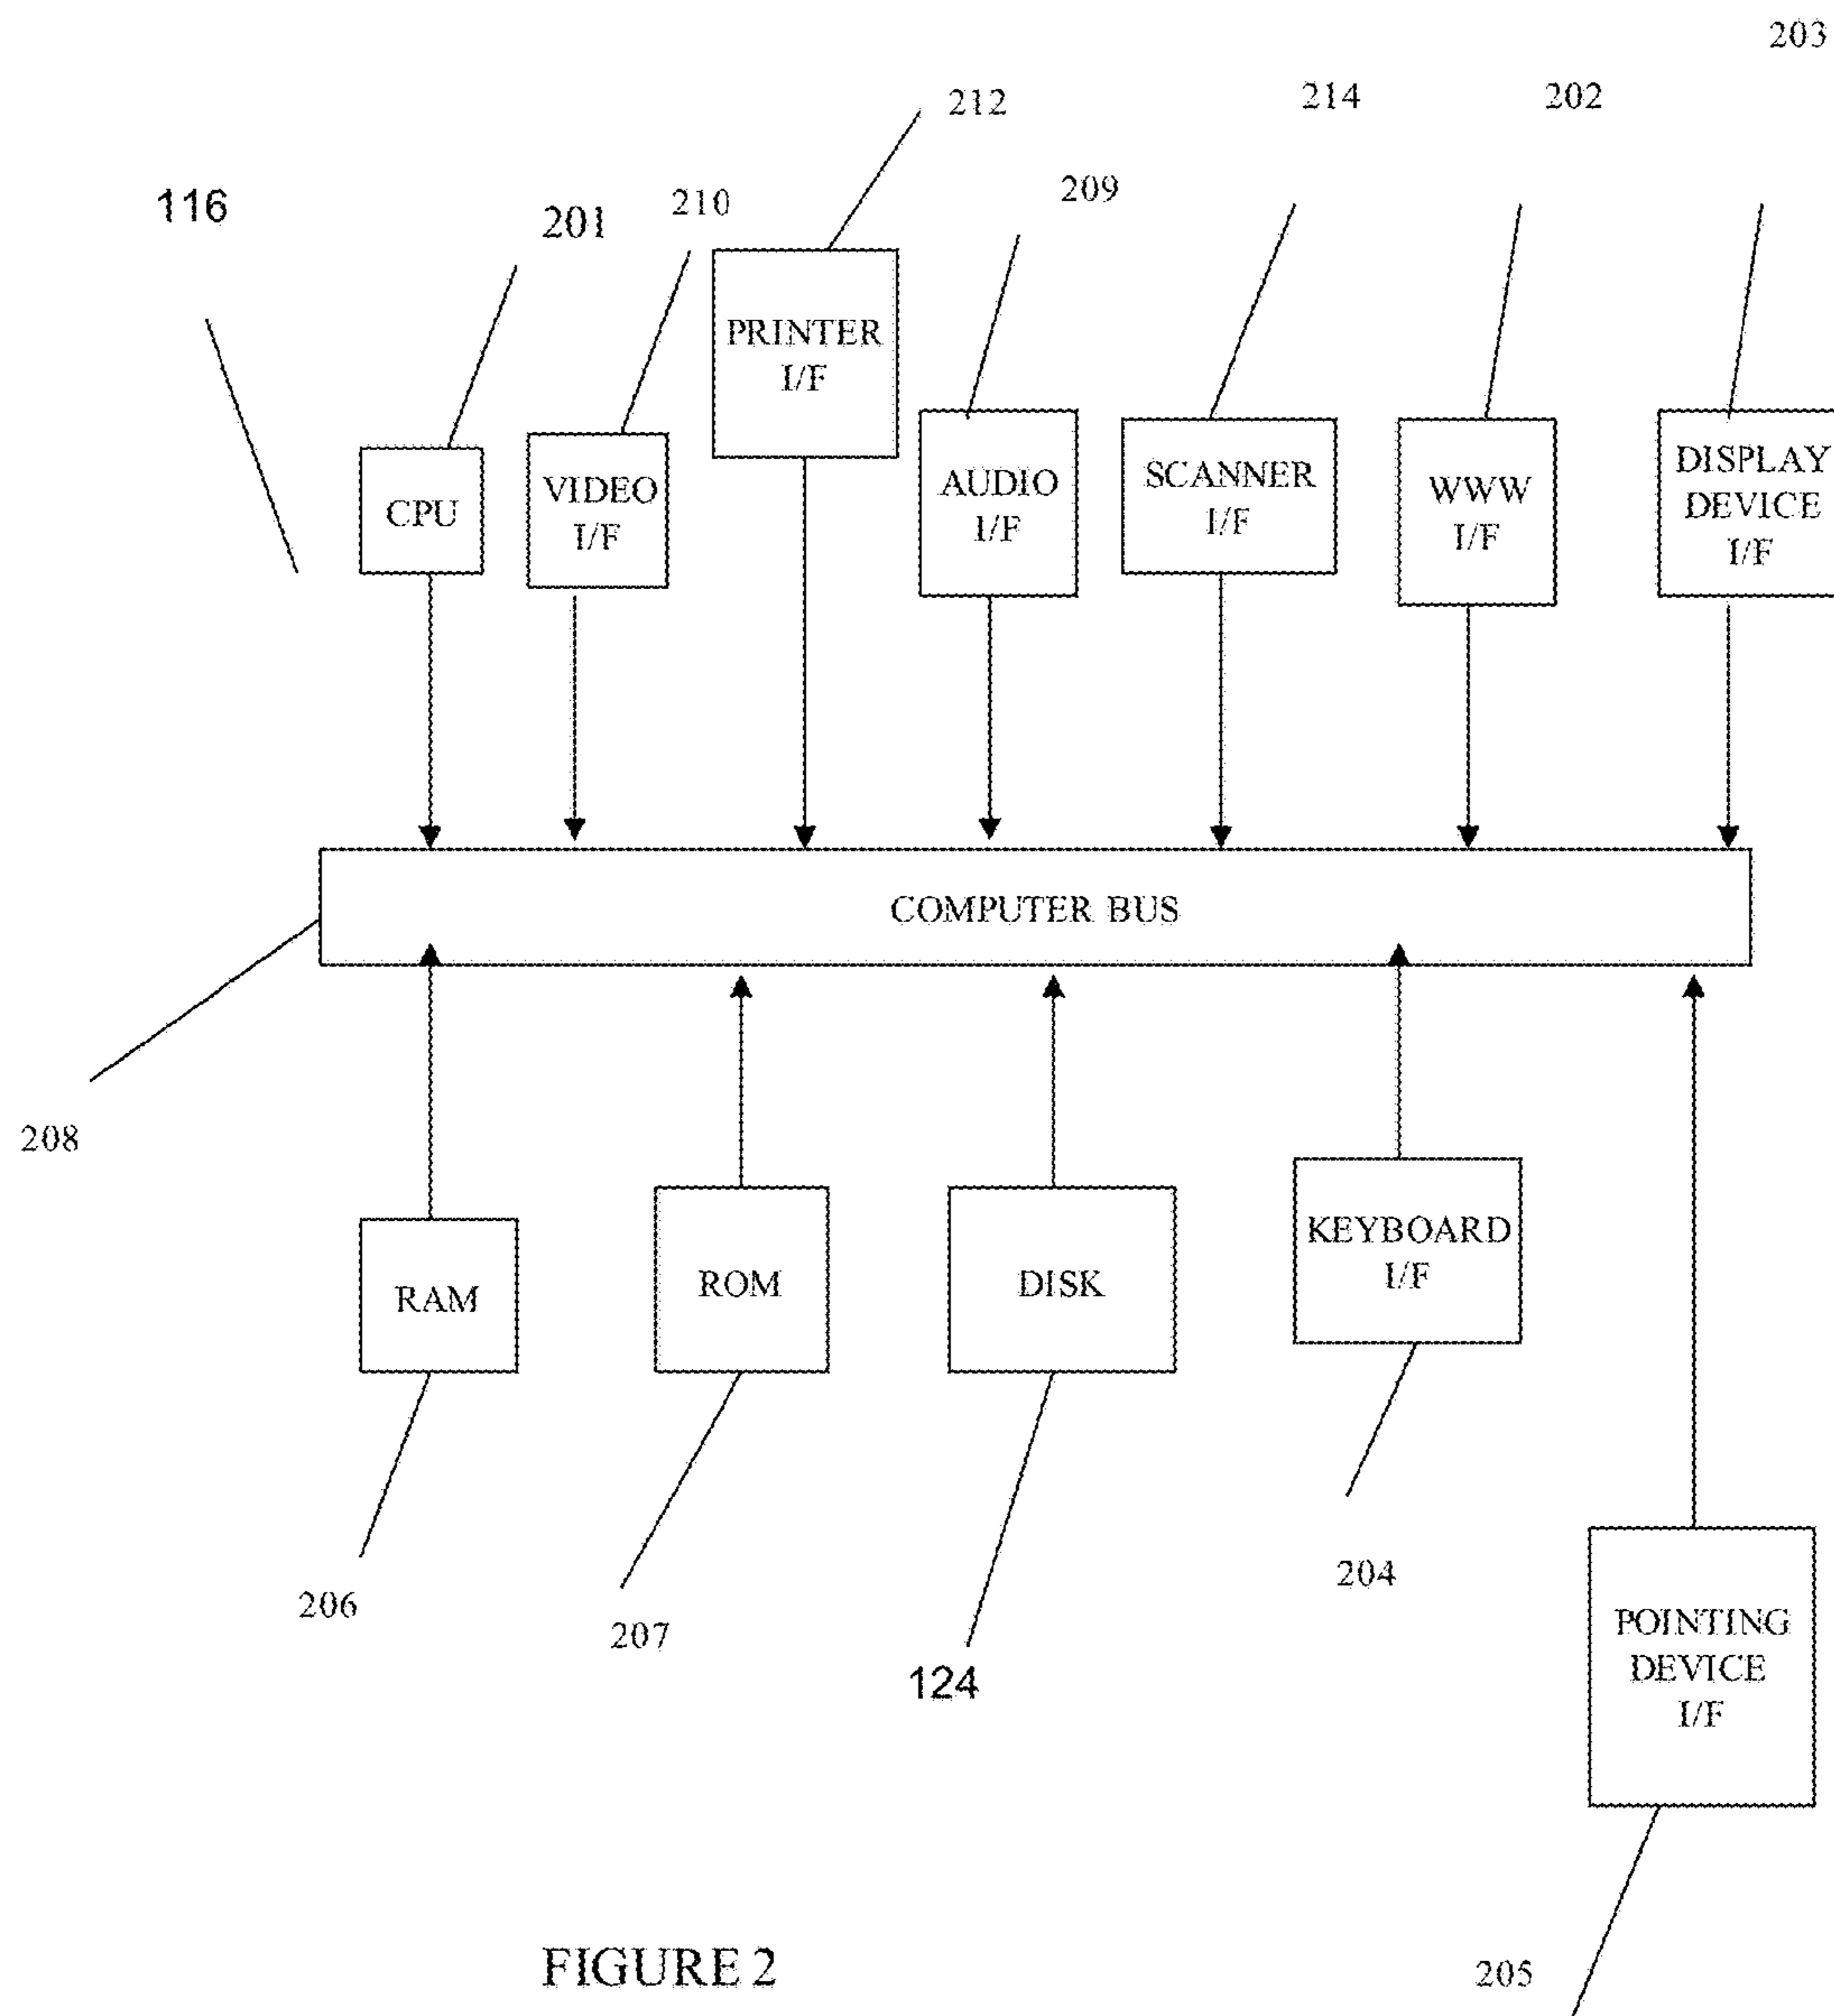 203
212
214
202
209
116
201
210
PRINTER
I/F
CPU
VIDEO
I/F
AUDIO
I/F
SCANNER
I/F
WWW
I/F
DISPLAY
DEVICE
I/F
COMPUTER BUS
208
RAM
ROM
DISK
KEYBOARD
I/F
206
207
124
204
POINTING
DEVICE
I/F
FIGURE 2
205